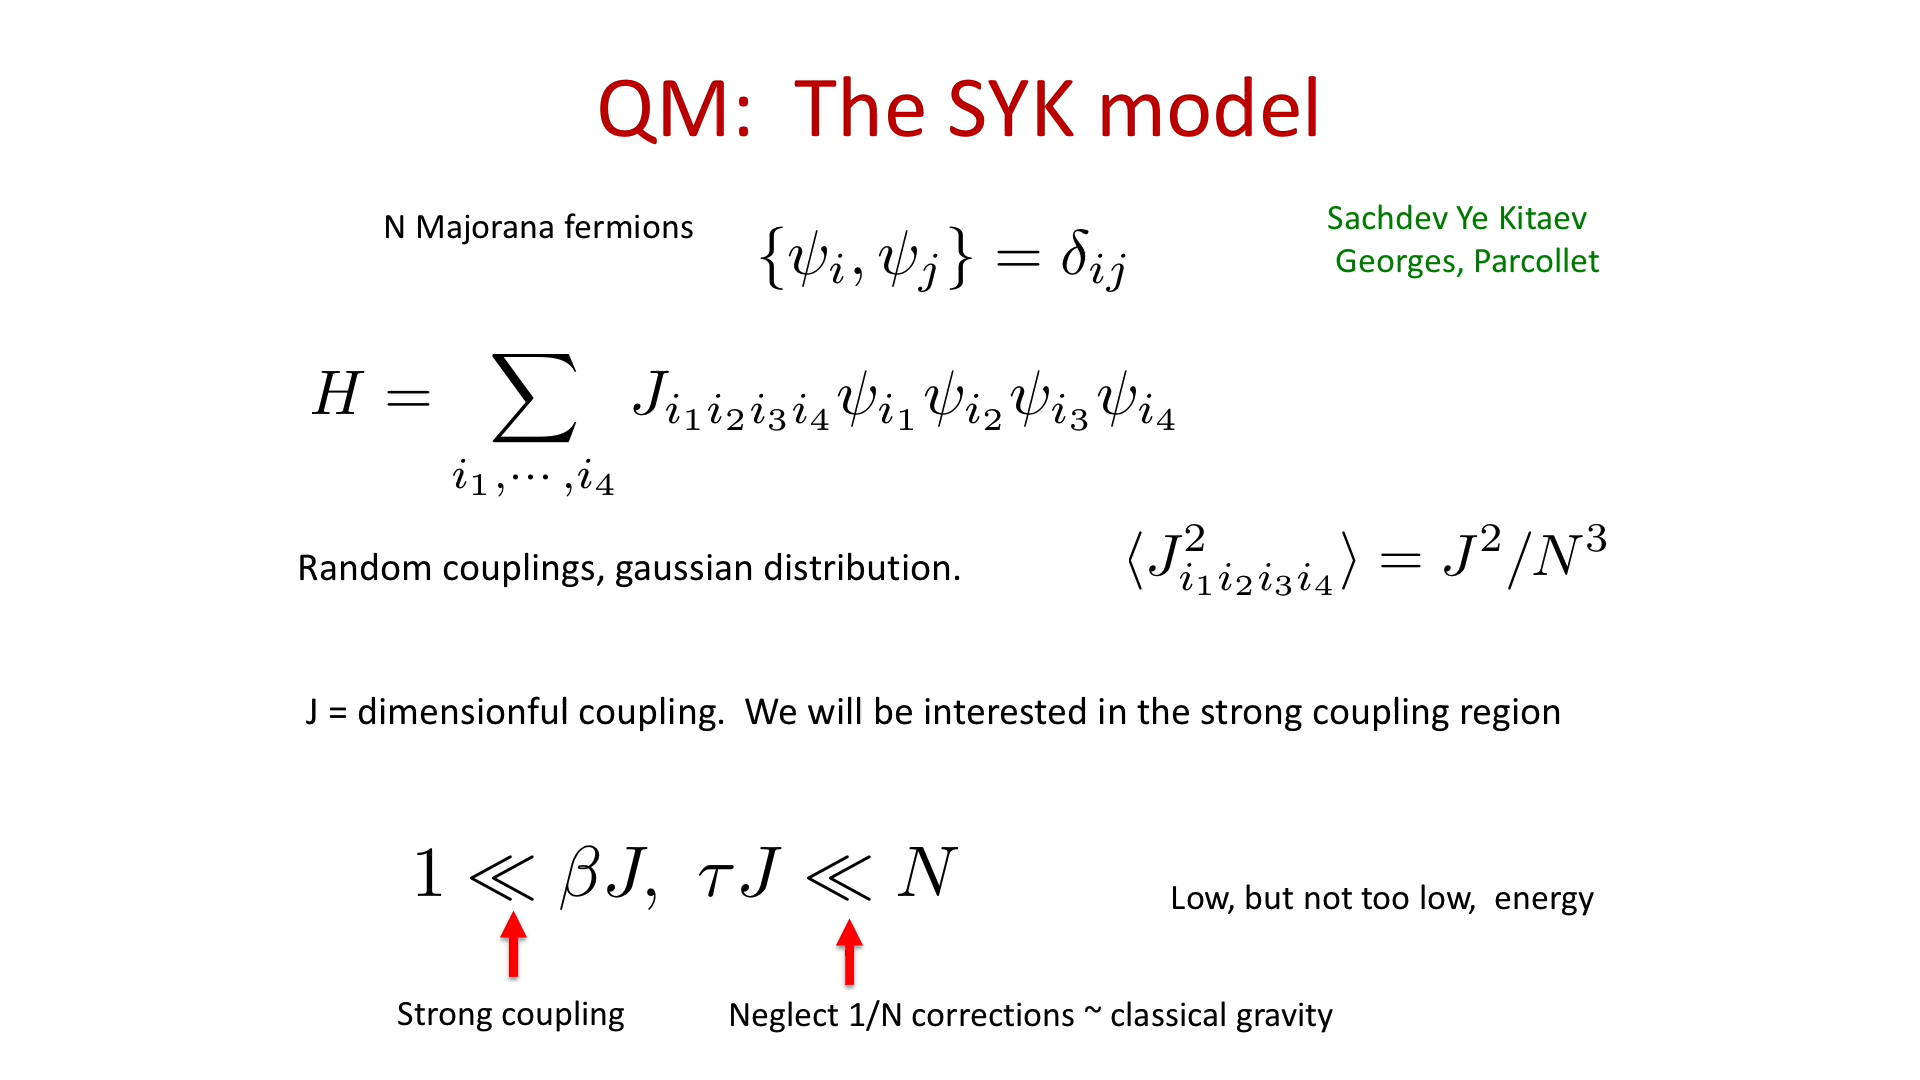 QM: The SYK model
N Majorana fermions
{ψ_i, ψ_j} = δ_{ij}
Sachdev Ye Kitaev
Georges, Parcollet
H = ∑_{i_1,⋯,i_4} J_{i_1 i_2 i_3 i_4} ψ_{i_1} ψ_{i_2} ψ_{i_3} ψ_{i_4}
Random couplings, gaussian distribution.
⟨J^2_{i_1 i_2 i_3 i_4}⟩ = J^2/N^3
J = dimensionful coupling. We will be interested in the strong coupling region
1 ≪ βJ, τJ ≪ N
Low, but not too low, energy
Strong coupling
Neglect 1/N corrections ~ classical gravity